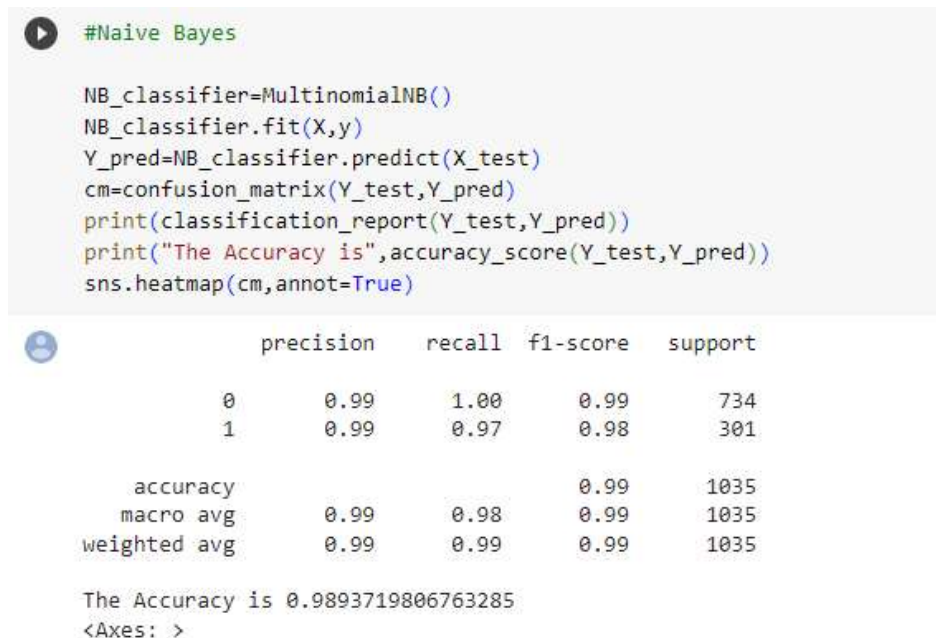 #Naive Bayes
NB_classifier=MultinomialNB()
NB_classifier.fit(X,y)
Y_pred=NB_classifier.predict(X_test)
cm=confusion_matrix(Y_test,Y_pred)
print(classification_report(Y_test,Y_pred))
print("The Accuracy is",accuracy_score(Y_test,Y_pred))
sns.heatmap(cm,annot=True)
precision recall f1-score support
0 0.99 1.00 0.99 734
1 0.99 0.97 0.98 301
accuracy 0.99 1035
macro avg 0.99 0.98 0.99 1035
weighted avg 0.99 0.99 0.99 1035
The Accuracy is 0.9893719806763285
<Axes: >